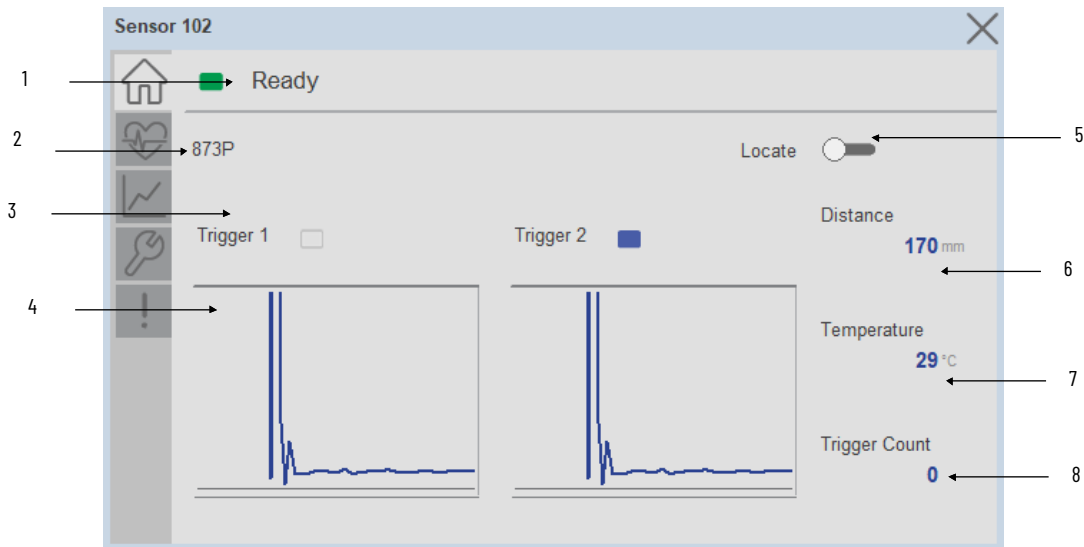 Sensor 102
1
Ready
2
873P
Locate
5
3
Distance
Trigger 1
Trigger 2
170 mm
6
4
Temperature
29 °C
7
Trigger Count
0
8